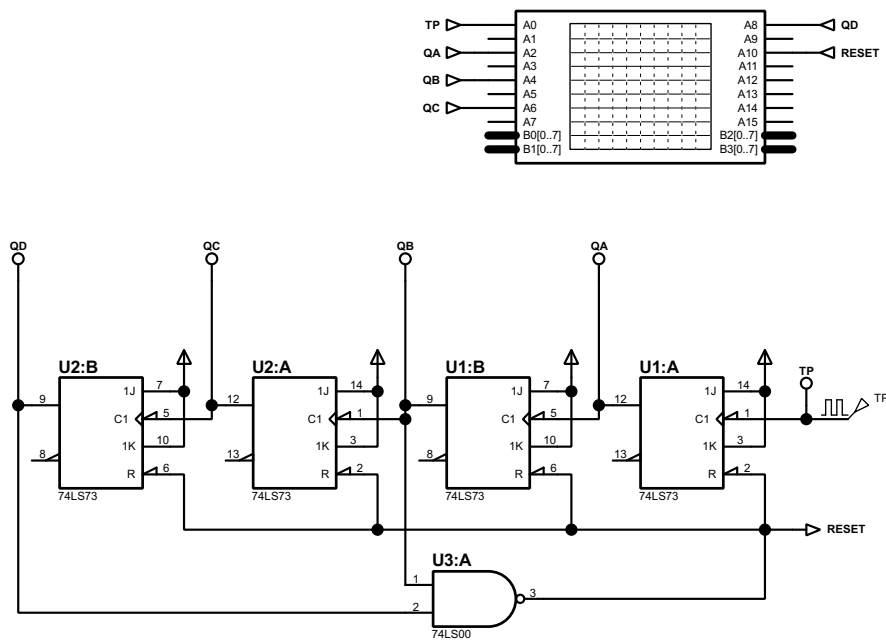 TP A0 A8 QD
A1 A9
QA A2 A10 RESET
A3 A11
QB A4 A12
A5 A13
QC A6 A14
A7 A15
B0[0..7] B2[0..7]
B1[0..7] B3[0..7]
QD QC QB QA
U2:B U2:A U1:B U1:A
TP
TP
9 1J 7 12 1J 14 9 1J 7 12 1J 14
C1 5 C1 1 C1 5 C1 1
8 1K 10 13 1K 3 8 1K 10 13 1K 3
R 6 R 2 R 6 R 2
74LS73 74LS73 74LS73 74LS73
RESET
U3:A
1
3
2
74LS00